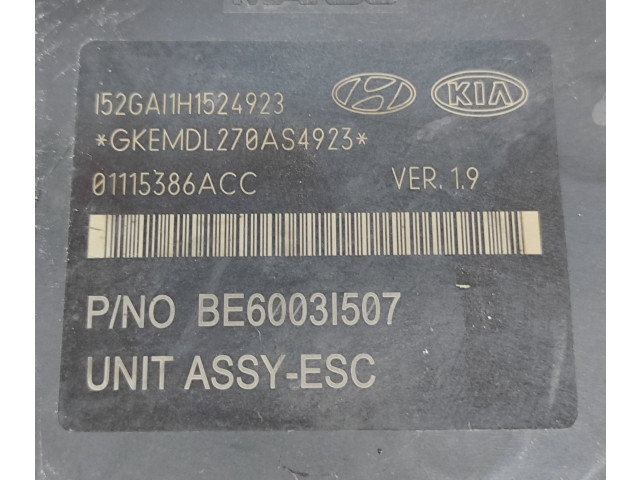 I52GAI1H1524923
*GKEMDL270AS4923*
01115386ACC VER. 1.9
KIA
P/NO BE6003I507
UNIT ASSY-ESC